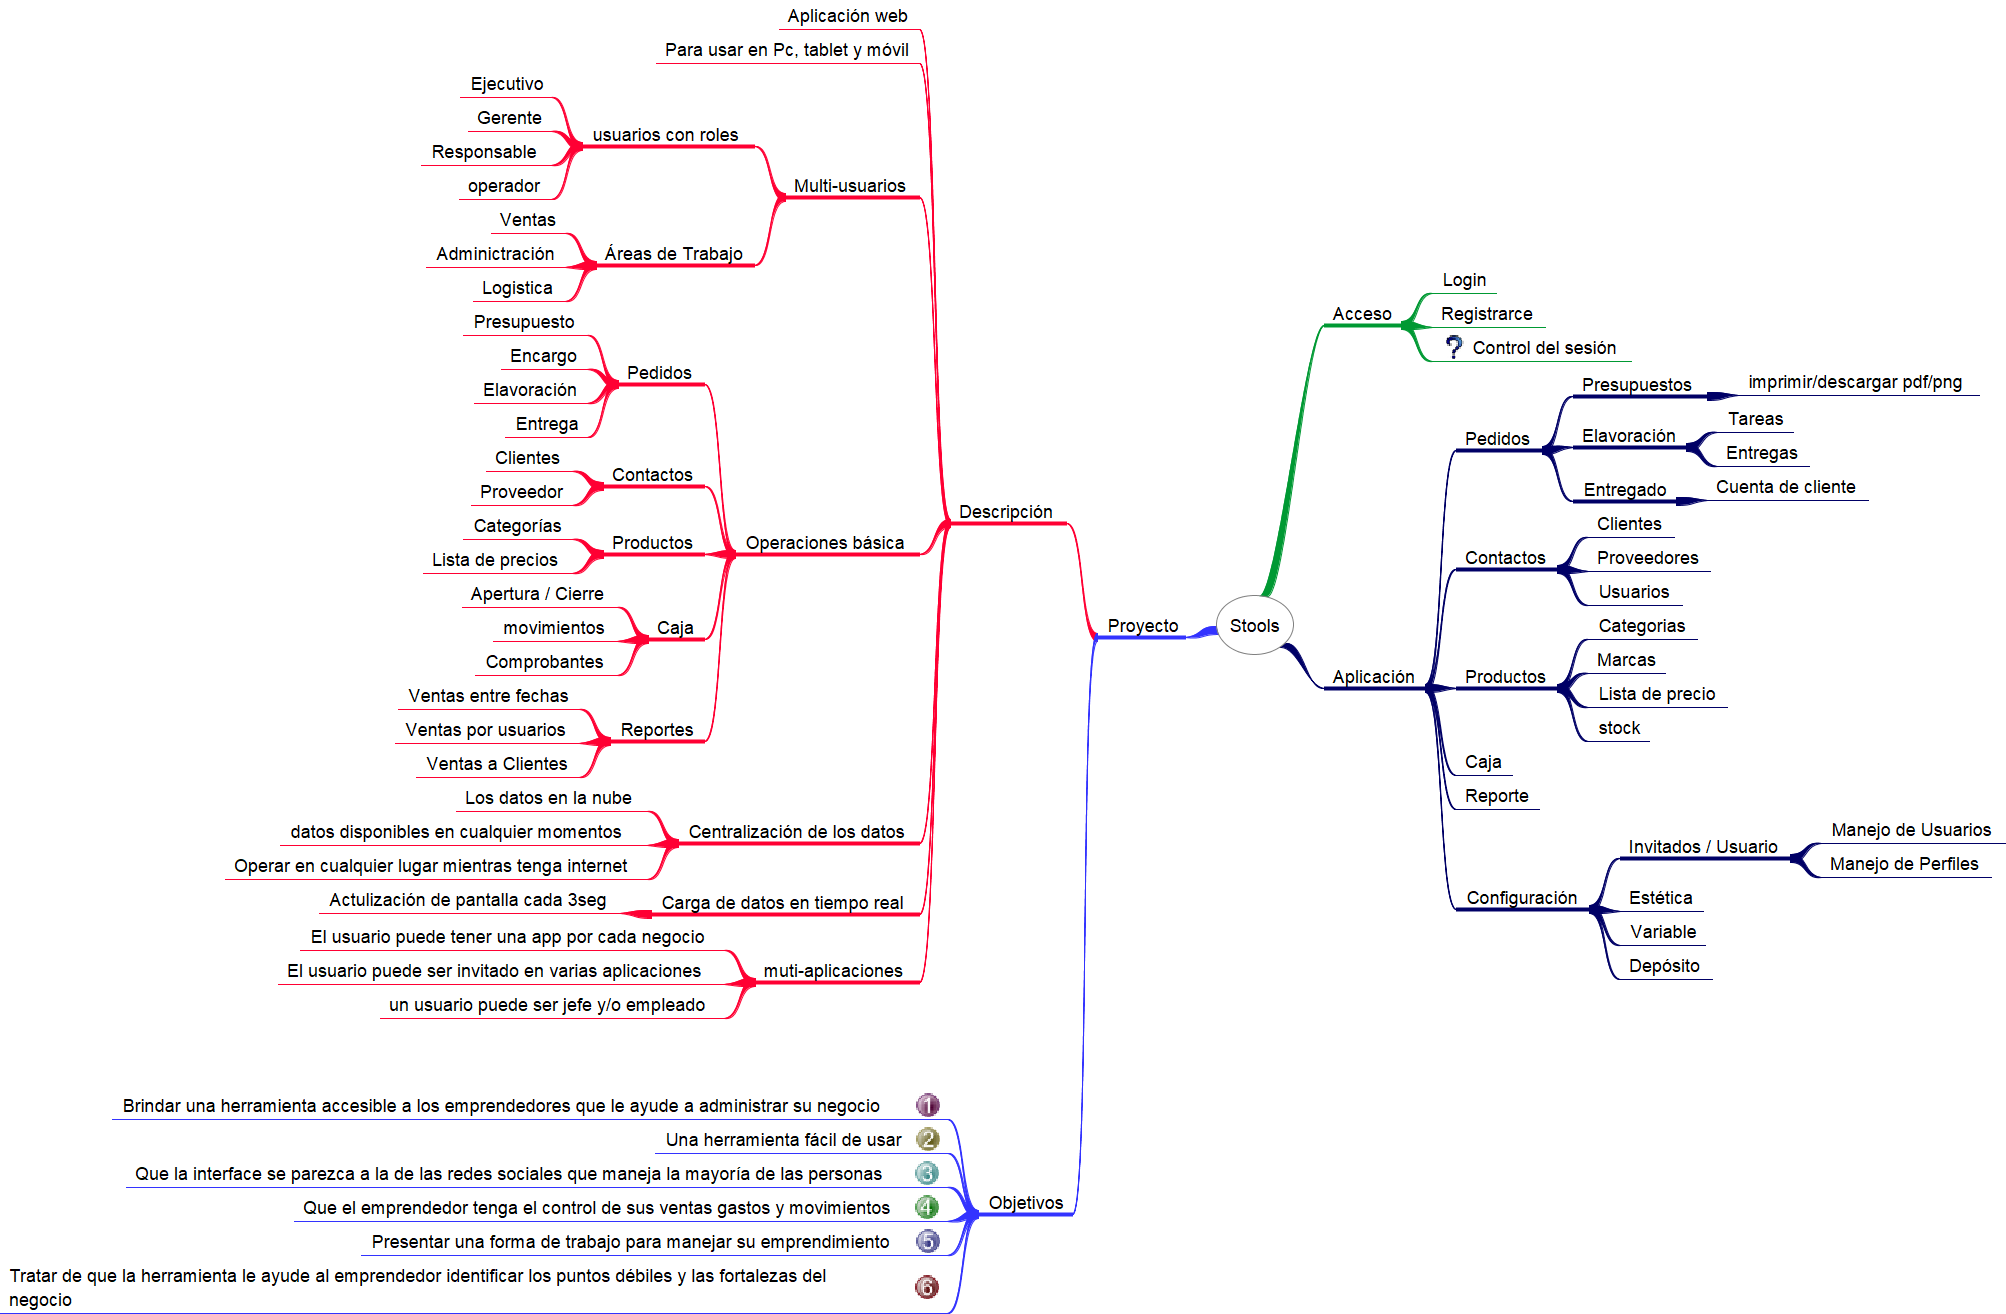 Aplicación web
Para usar en Pc, tablet y móvil
Ejecutivo
Gerente
Responsable
operador
usuarios con roles
Ventas
Adminictración
Logistica
Áreas de Trabajo
Multi-usuarios
Presupuesto
Encargo
Elavoración
Entrega
Pedidos
Clientes
Proveedor
Contactos
Categorías
Lista de precios
Productos
Apertura / Cierre
movimientos
Comprobantes
Caja
Ventas entre fechas
Ventas por usuarios
Ventas a Clientes
Reportes
Operaciones básica
Los datos en la nube
datos disponibles en cualquier momentos
Operar en cualquier lugar mientras tenga internet
Centralización de los datos
Actulización de pantalla cada 3seg
Carga de datos en tiempo real
El usuario puede tener una app por cada negocio
El usuario puede ser invitado en varias aplicaciones
un usuario puede ser jefe y/o empleado
muti-aplicaciones
Descripción
Brindar una herramienta accesible a los emprendedores que le ayude a administrar su negocio 1
Una herramienta fácil de usar 2
Que la interface se parezca a la de las redes sociales que maneja la mayoría de las personas 3
Que el emprendedor tenga el control de sus ventas gastos y movimientos 4
Presentar una forma de trabajo para manejar su emprendimiento 5
Tratar de que la herramienta le ayude al emprendedor identificar los puntos débiles y las fortalezas del
negocio 6
Objetivos
Proyecto
Stools
Acceso
Login
Registrarce
? Control del sesión
Aplicación
Pedidos
Presupuestos
imprimir/descargar pdf/png
Elavoración
Tareas
Entregas
Entregado
Cuenta de cliente
Contactos
Clientes
Proveedores
Usuarios
Productos
Categorias
Marcas
Lista de precio
stock
Caja
Reporte
Configuración
Invitados / Usuario
Manejo de Usuarios
Manejo de Perfiles
Estética
Variable
Depósito